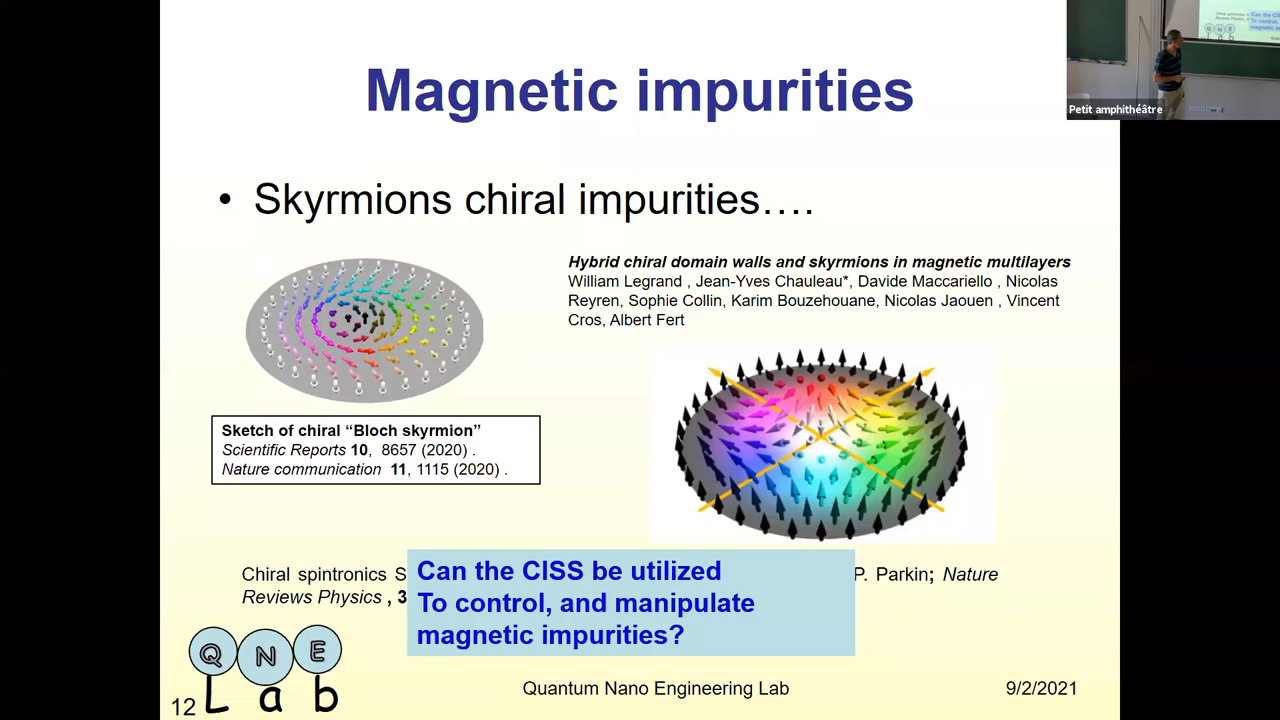 Magnetic impurities
Petit amphithéâtre
• Skyrmions chiral impurities….
Hybrid chiral domain walls and skyrmions in magnetic multilayers
William Legrand , Jean-Yves Chauleau*, Davide Maccariello , Nicolas
Reyren, Sophie Collin, Karim Bouzehouane, Nicolas Jaouen , Vincent
Cros, Albert Fert
Sketch of chiral “Bloch skyrmion”
Scientific Reports 10, 8657 (2020) .
Nature communication 11, 1115 (2020) .
Chiral spintronics S P. Parkin; Nature
Reviews Physics , 3
Can the CISS be utilized
To control, and manipulate
magnetic impurities?
Q N E
Lab
12
Quantum Nano Engineering Lab
9/2/2021